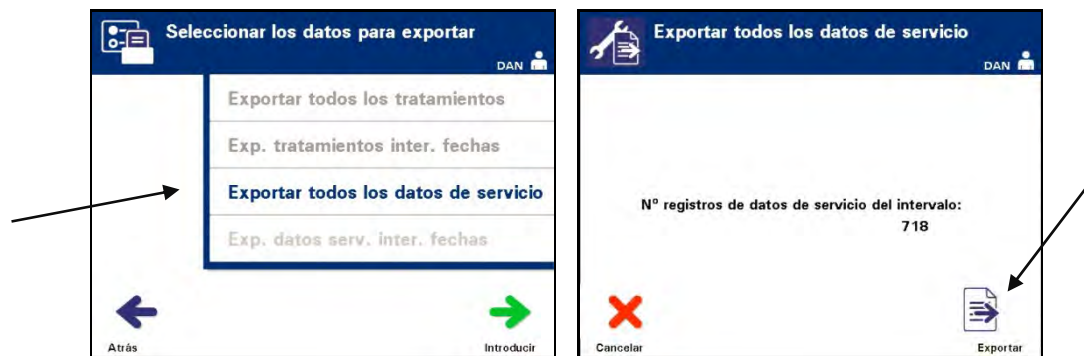 Seleccionar los datos para exportar
DAN
Exportar todos los tratamientos
Exp. tratamientos inter. fechas
Exportar todos los datos de servicio
Exp. datos serv. inter. fechas
Atrás
Introducir
Exportar todos los datos de servicio
DAN
Nº registros de datos de servicio del intervalo:
718
Cancelar
Exportar